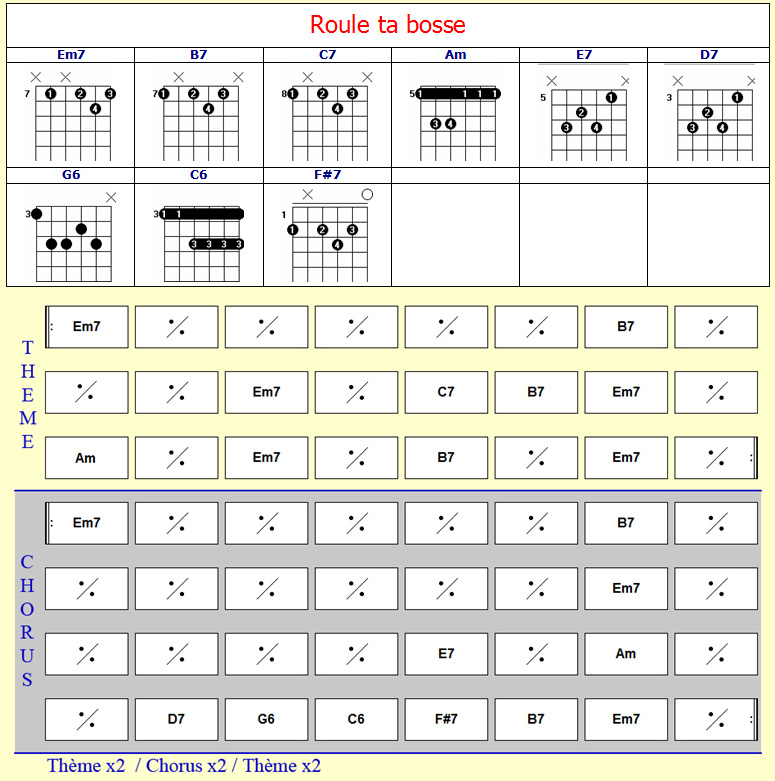 Roule ta bosse
Em7 B7 C7 Am E7 D7
7 1 2 3 4
7 1 2 3 4
8 1 2 3 4
5 1 1 1 1 3 4
5 1 2 3 4
3 1 2 3 4
G6 C6 F#7
3
3 1 1 3 3 3 3
1 1 2 3 4
THEME
Em7 ٪ ٪ ٪ ٪ ٪ B7 ٪
٪ ٪ Em7 ٪ C7 B7 Em7 ٪
Am ٪ Em7 ٪ B7 ٪ Em7 ٪
CHORUS
Em7 ٪ ٪ ٪ ٪ ٪ B7 ٪
٪ ٪ ٪ ٪ ٪ ٪ Em7 ٪
٪ ٪ ٪ ٪ E7 ٪ Am ٪
٪ D7 G6 C6 F#7 B7 Em7 ٪
Thème x2 / Chorus x2 / Thème x2